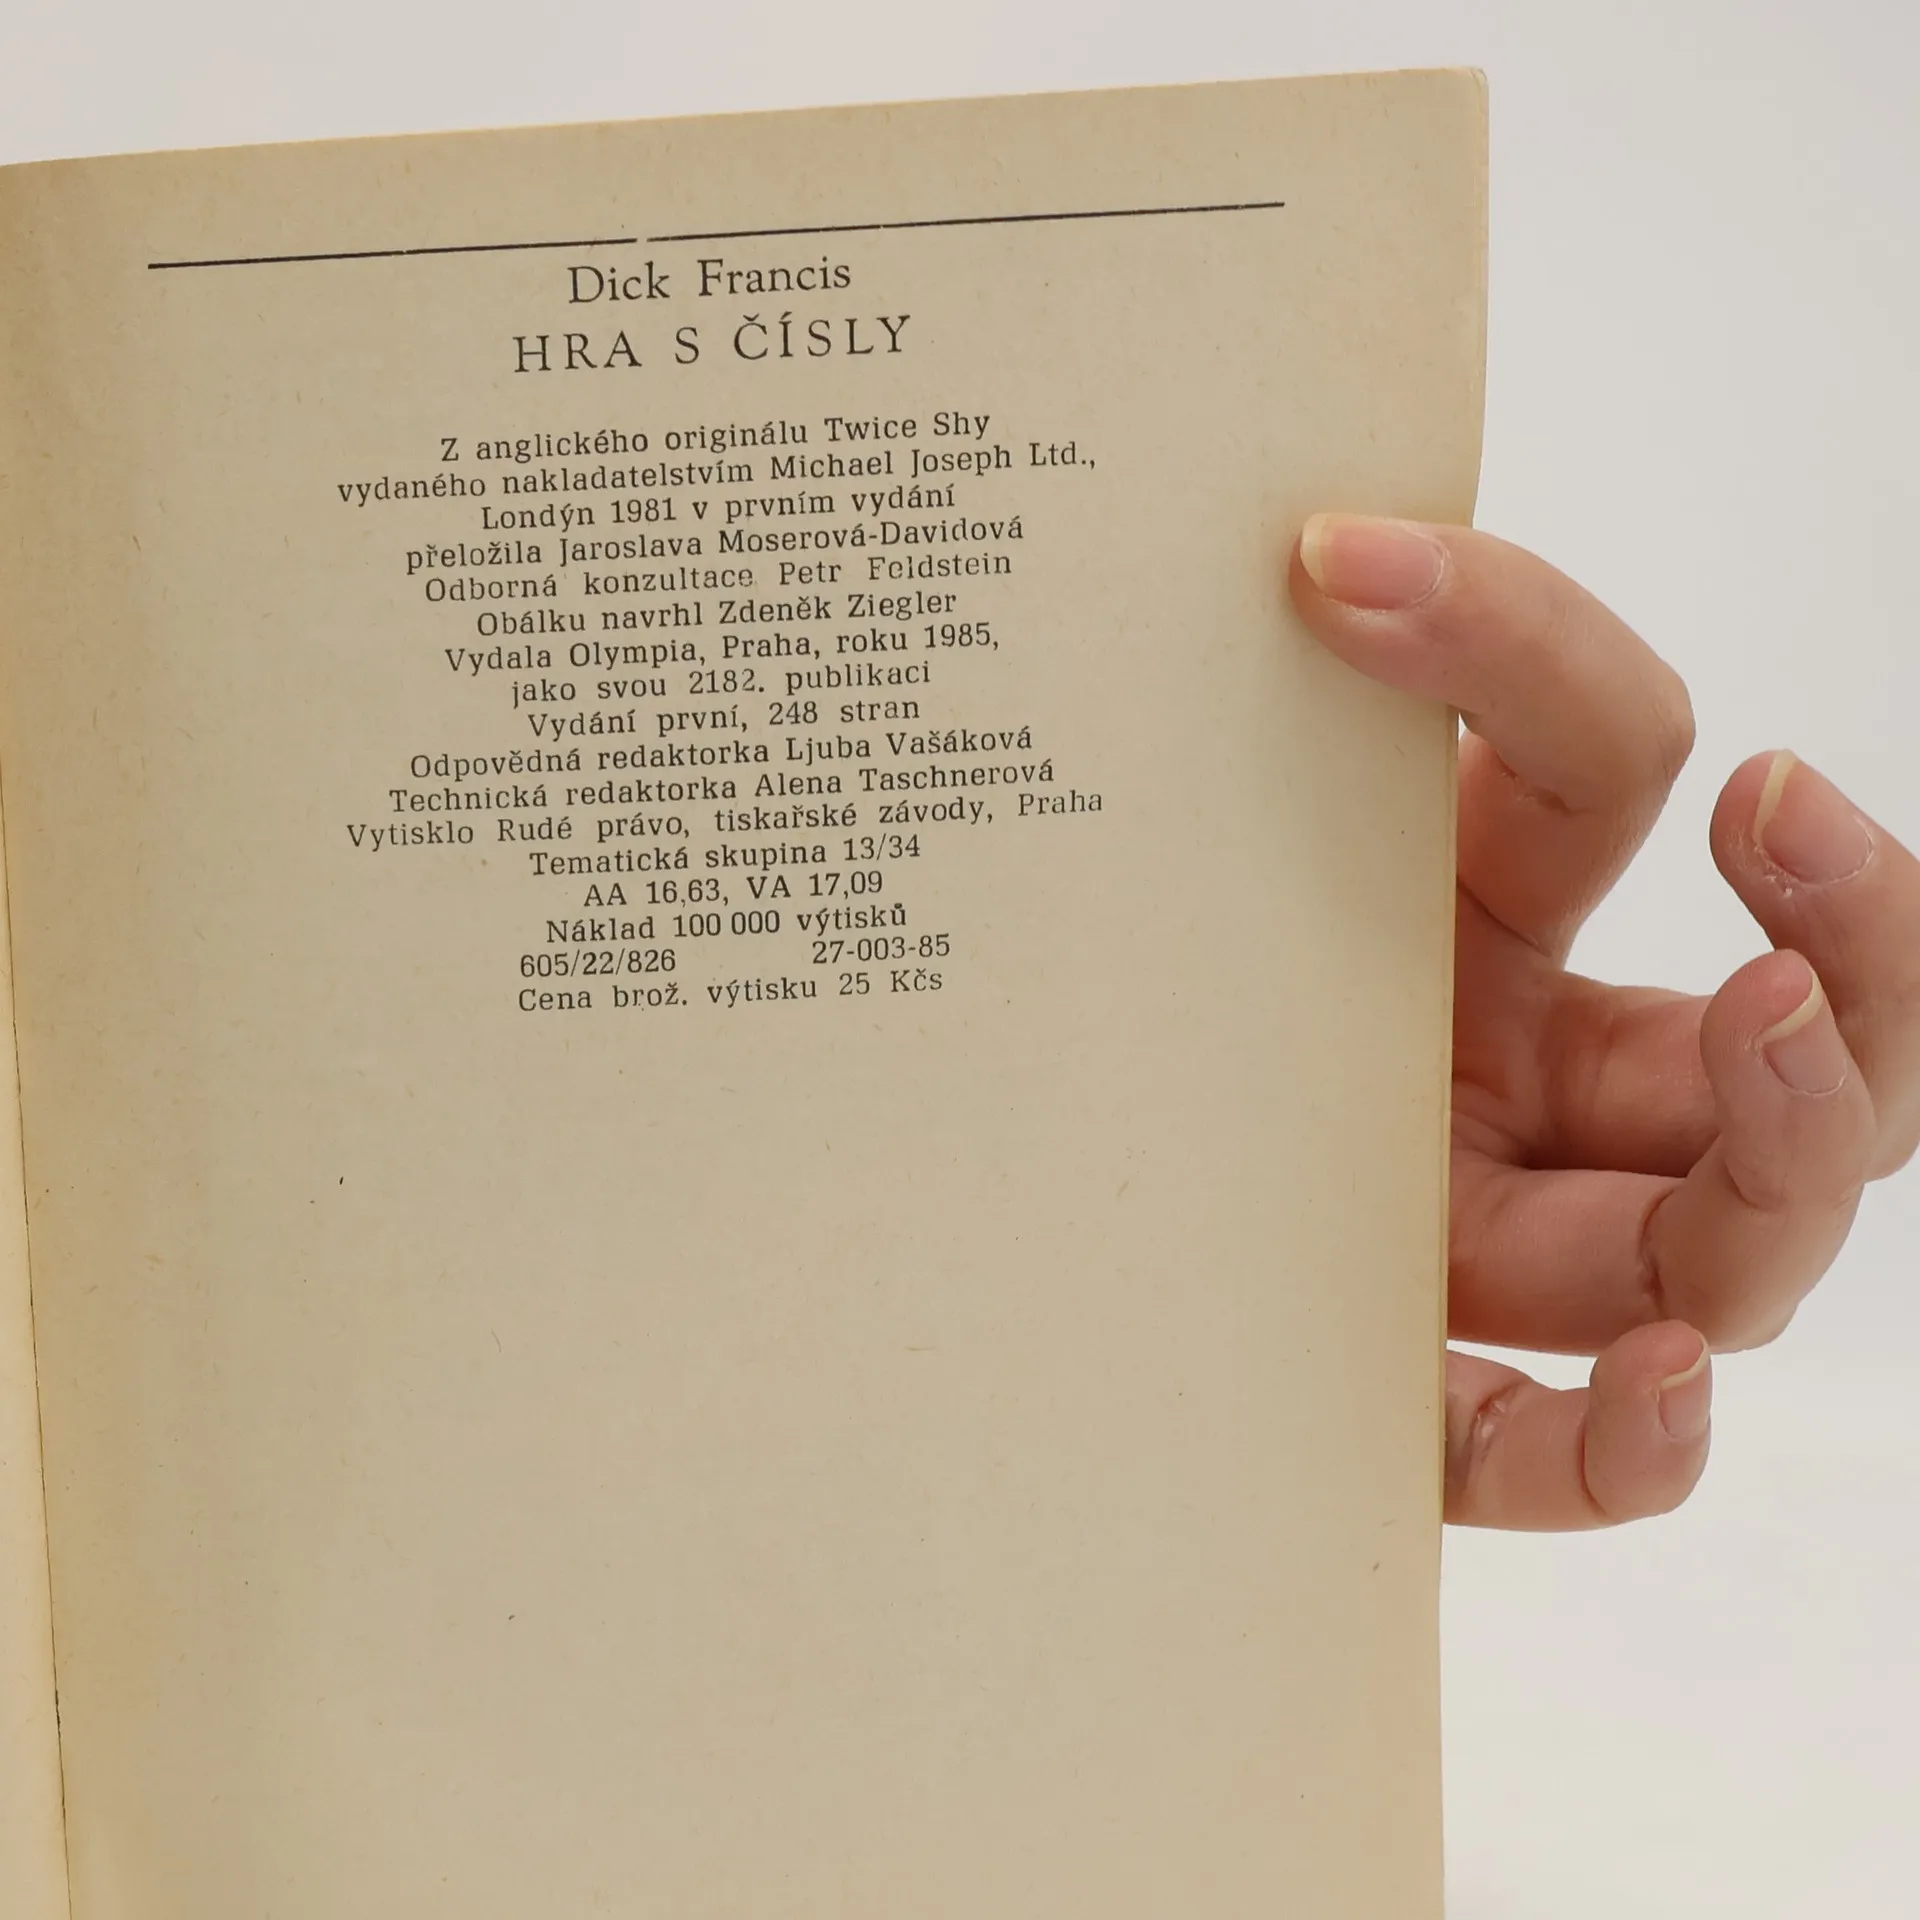 Dick Francis
HRA S ČÍSLY
Z anglického originálu Twice Shy
vydaného nakladatelstvím Michael Joseph Ltd.,
Londýn 1981 v prvním vydání
přeložila Jaroslava Moserová-Davidová
Odborná konzultace Petr Feldstein
Obálku navrhl Zdeněk Ziegler
Vydala Olympia, Praha, roku 1985,
jako svou 2182. publikaci
Vydání první, 248 stran
Odpovědná redaktorka Ljuba Vašáková
Technická redaktorka Alena Taschnerová
Vytisklo Rudé právo, tiskařské závody, Praha
Tematická skupina 13/34
AA 16,63, VA 17,09
Náklad 100 000 výtisků
605/22/826 27-003-85
Cena brož. výtisku 25 Kčs